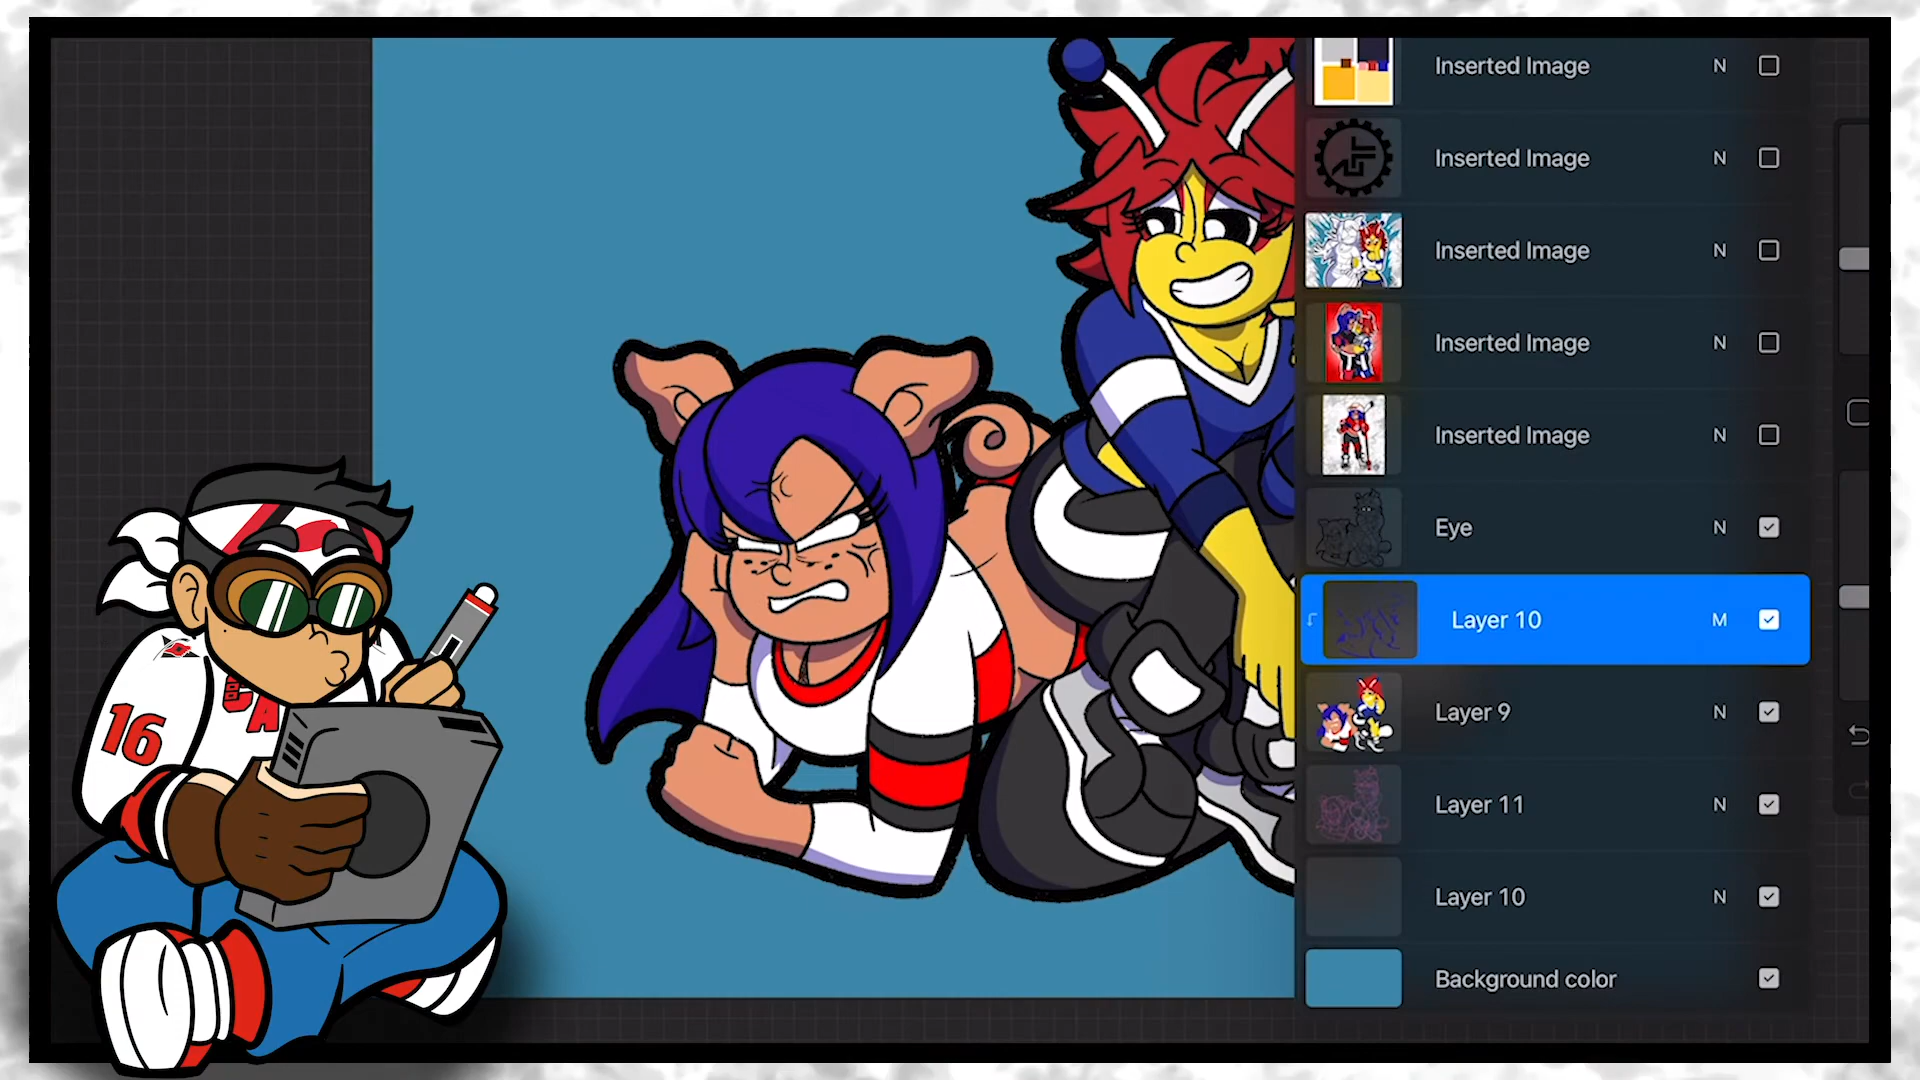 Inserted Image N
Inserted Image N
Inserted Image N
Inserted Image N
Inserted Image N
Eye N
Layer 10 M
Layer 9 N
Layer 11 N
Layer 10 N
Background color
16